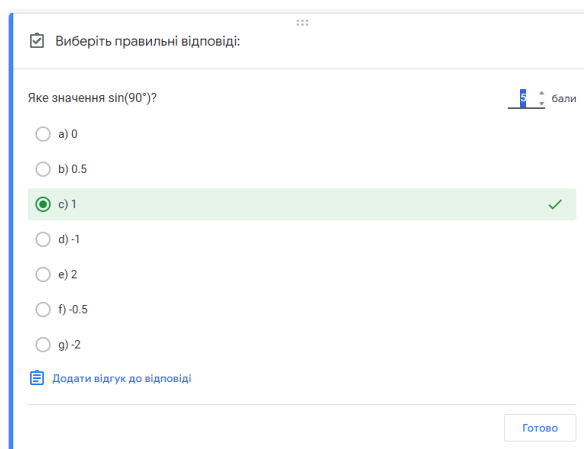 Виберіть правильні відповіді:
Яке значення sin(90°)?
5 бали
a) 0
b) 0.5
c) 1
d) -1
e) 2
f) -0.5
g) -2
Додати відгук до відповіді
Готово